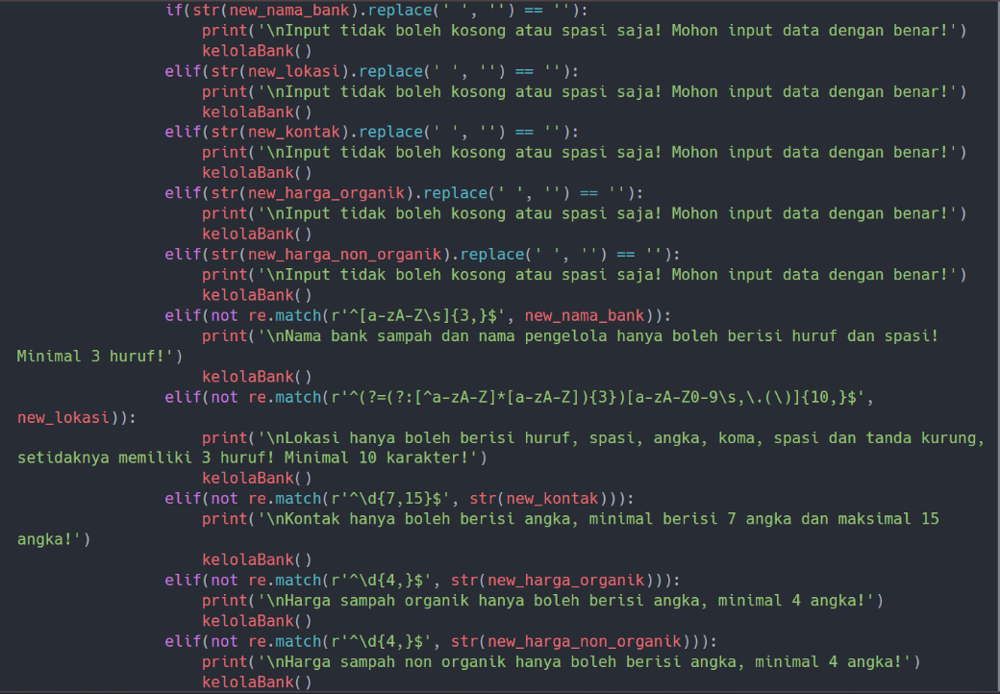 if(str(new_nama_bank).replace(' ', '') == ''):
print('\nInput tidak boleh kosong atau spasi saja! Mohon input data dengan benar!')
kelolaBank()
elif(str(new_lokasi).replace(' ', '') == ''):
print('\nInput tidak boleh kosong atau spasi saja! Mohon input data dengan benar!')
kelolaBank()
elif(str(new_kontak).replace(' ', '') == ''):
print('\nInput tidak boleh kosong atau spasi saja! Mohon input data dengan benar!')
kelolaBank()
elif(str(new_harga_organik).replace(' ', '') == ''):
print('\nInput tidak boleh kosong atau spasi saja! Mohon input data dengan benar!')
kelolaBank()
elif(str(new_harga_non_organik).replace(' ', '') == ''):
print('\nInput tidak boleh kosong atau spasi saja! Mohon input data dengan benar!')
kelolaBank()
elif(not re.match(r'^[a-zA-Z\s]{3,}$', new_nama_bank)):
print('\nNama bank sampah dan nama pengelola hanya boleh berisi huruf dan spasi!
Minimal 3 huruf!')
kelolaBank()
elif(not re.match(r'^(?=(?:[^a-zA-Z]*[a-zA-Z]){3})[a-zA-Z0-9\s,\.(\)]{10,}$',
new_lokasi)):
print('\nLokasi hanya boleh berisi huruf, spasi, angka, koma, spasi dan tanda kurung,
setidaknya memiliki 3 huruf! Minimal 10 karakter!')
kelolaBank()
elif(not re.match(r'^\d{7,15}$', str(new_kontak))):
print('\nKontak hanya boleh berisi angka, minimal berisi 7 angka dan maksimal 15
angka!')
kelolaBank()
elif(not re.match(r'^\d{4,}$', str(new_harga_organik))):
print('\nHarga sampah organik hanya boleh berisi angka, minimal 4 angka!')
kelolaBank()
elif(not re.match(r'^\d{4,}$', str(new_harga_non_organik))):
print('\nHarga sampah non organik hanya boleh berisi angka, minimal 4 angka!')
kelolaBank()